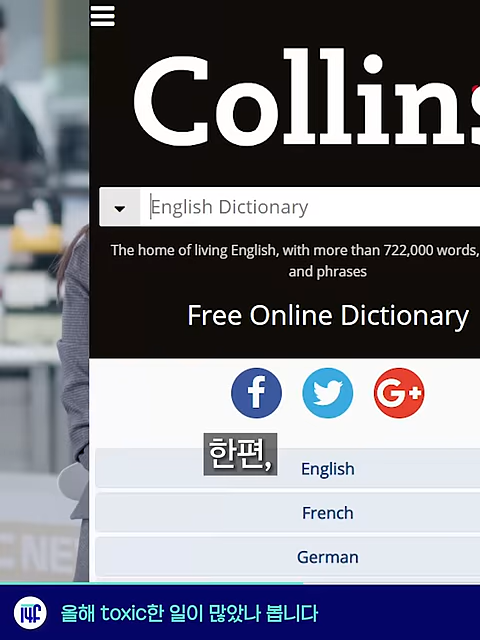 Collins
English Dictionary
The home of living English, with more than 722,000 words,
and phrases
Free Online Dictionary
f
G+
한편,
English
French
German
C NE
14F
올해 toxic한 일이 많았나 봅니다